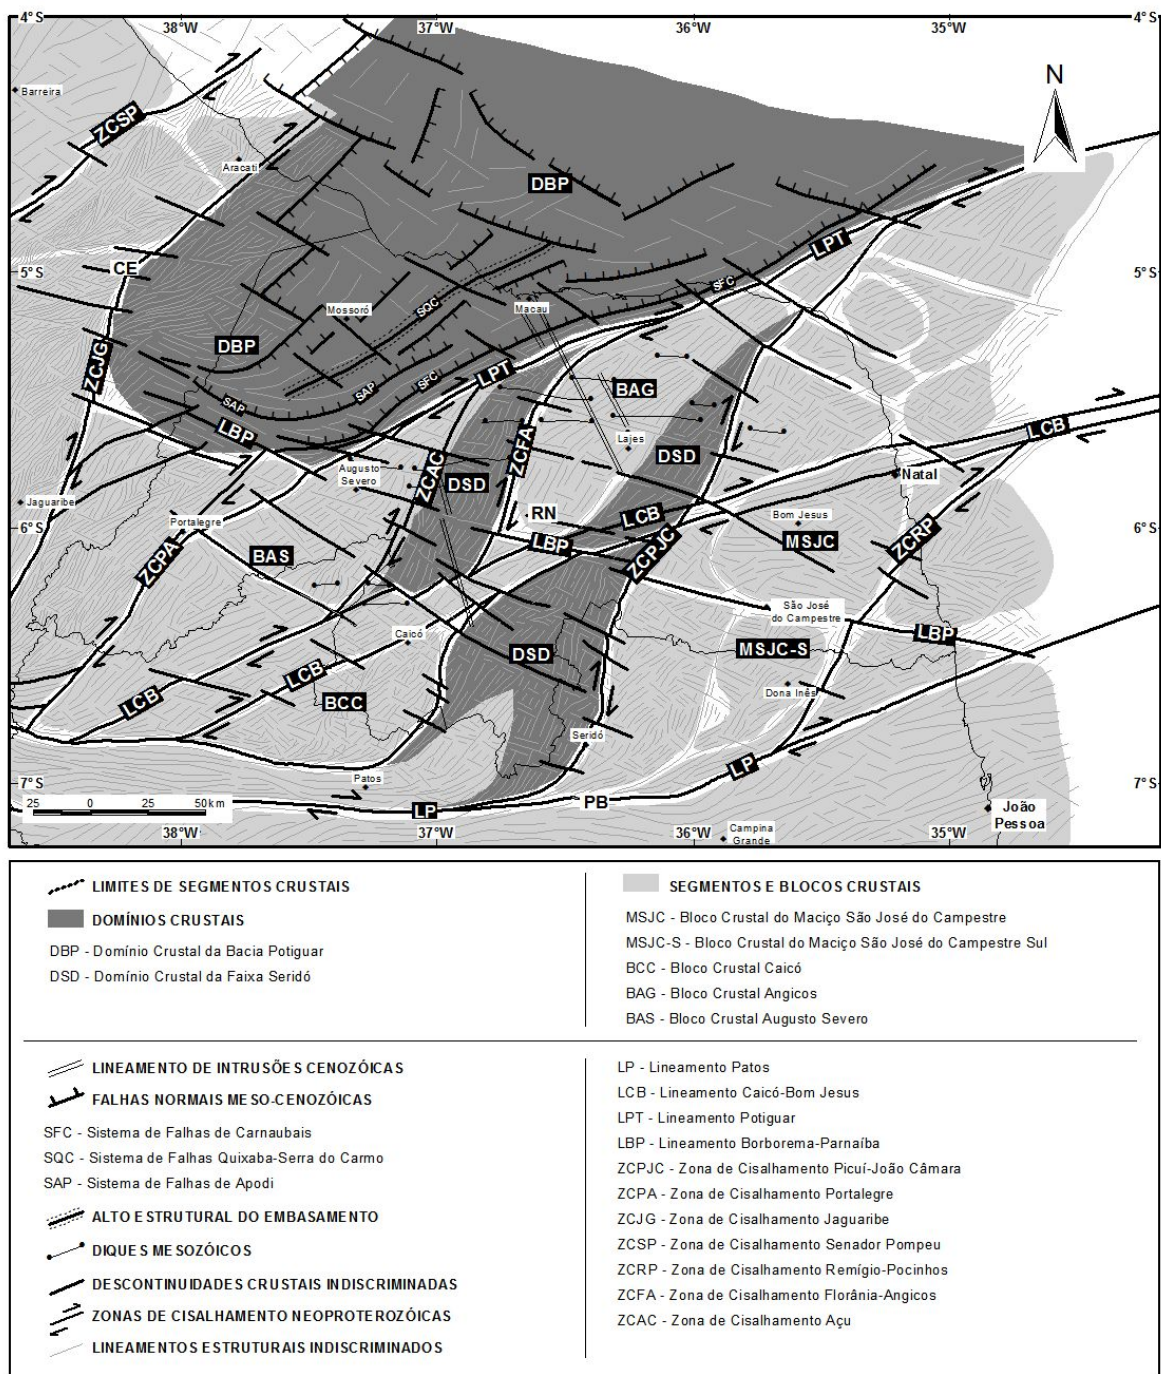 4°S 38°W 37°W 36°W 35°W 4°S
N
Barreira
ZCSP
Aracati
DBP
LPT
5°S CE 5°S
SQC SFC
Mossoró Macau
DBP
ZCJG
LPT
BAG
SAP SAP SFC
LBP
ZCFA
LCB
Lajes
DSD
Augusto
Severo
ZCAC
DSD
Natal
Jaguaribe
RN
LCB
Bom Jesus
Portalegre
6°S 6°S
LBP
MSJC
ZCRP
ZCPA
BAS
ZCPJC
São José
do Campestre
Caicó
LBP
DSD
MSJC-S
LCB
LCB
BCC
Dona Inês
Seridó
LP
7°S Patos 7°S
25 0 25 50km
LP
PB
João
Pessoa
38°W 37°W 36°W 35°W
Campina
Grande
LIMITES DE SEGMENTOS CRUSTAIS
DOMÍNIOS CRUSTAIS
DBP - Domínio Crustal da Bacia Potiguar
DSD - Domínio Crustal da Faixa Seridó
SEGMENTOS E BLOCOS CRUSTAIS
MSJC - Bloco Crustal do Maciço São José do Campestre
MSJC-S - Bloco Crustal do Maciço São José do Campestre Sul
BCC - Bloco Crustal Caicó
BAG - Bloco Crustal Angicos
BAS - Bloco Crustal Augusto Severo
LINEAMENTO DE INTRUSÕES CENOZÓICAS
FALHAS NORMAIS MESO-CENOZÓICAS
SFC - Sistema de Falhas de Carnaubais
SQC - Sistema de Falhas Quixaba-Serra do Carmo
SAP - Sistema de Falhas de Apodi
ALTO ESTRUTURAL DO EMBASAMENTO
DIQUES MESOZÓICOS
DESCONTINUIDADES CRUSTAIS INDISCRIMINADAS
ZONAS DE CISALHAMENTO NEOPROTEROZÓICAS
LINEAMENTOS ESTRUTURAIS INDISCRIMINADOS
LP - Lineamento Patos
LCB - Lineamento Caicó-Bom Jesus
LPT - Lineamento Potiguar
LBP - Lineamento Borborema-Parnaíba
ZCPJC - Zona de Cisalhamento Picuí-João Câmara
ZCPA - Zona de Cisalhamento Portalegre
ZCJG - Zona de Cisalhamento Jaguaribe
ZCSP - Zona de Cisalhamento Senador Pompeu
ZCRP - Zona de Cisalhamento Remígio-Pocinhos
ZCFA - Zona de Cisalhamento Florânia-Angicos
ZCAC - Zona de Cisalhamento Açu